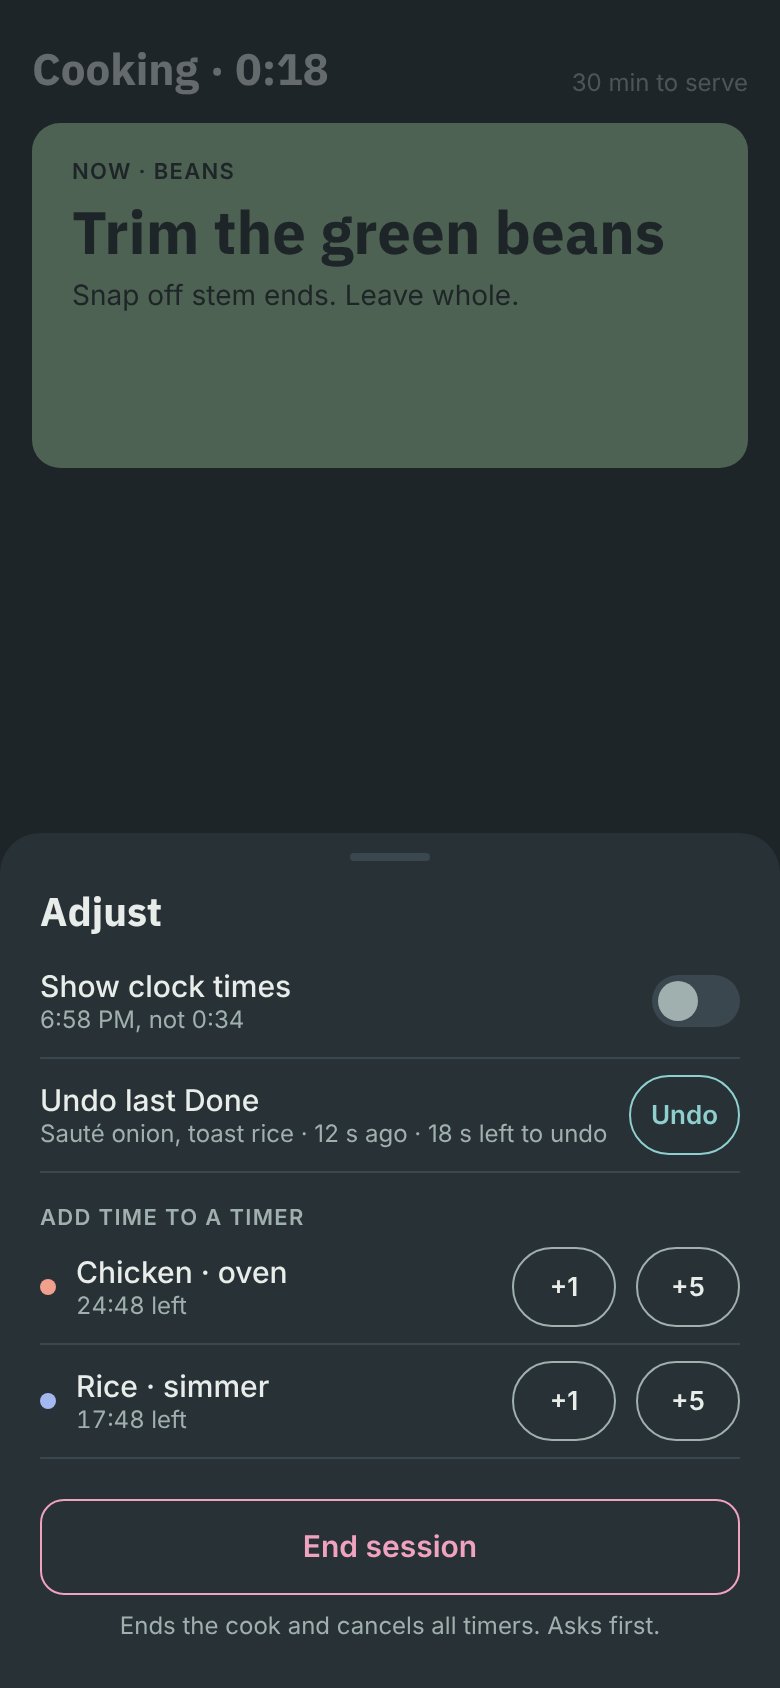 Cooking · 0:18
30 min to serve
NOW · BEANS
Trim the green beans
Snap off stem ends. Leave whole.
Adjust
Show clock times
6:58 PM, not 0:34
Undo last Done
Sauté onion, toast rice · 12 s ago · 18 s left to undo
Undo
ADD TIME TO A TIMER
Chicken · oven
24:48 left
+1
+5
Rice · simmer
17:48 left
+1
+5
End session
Ends the cook and cancels all timers. Asks first.